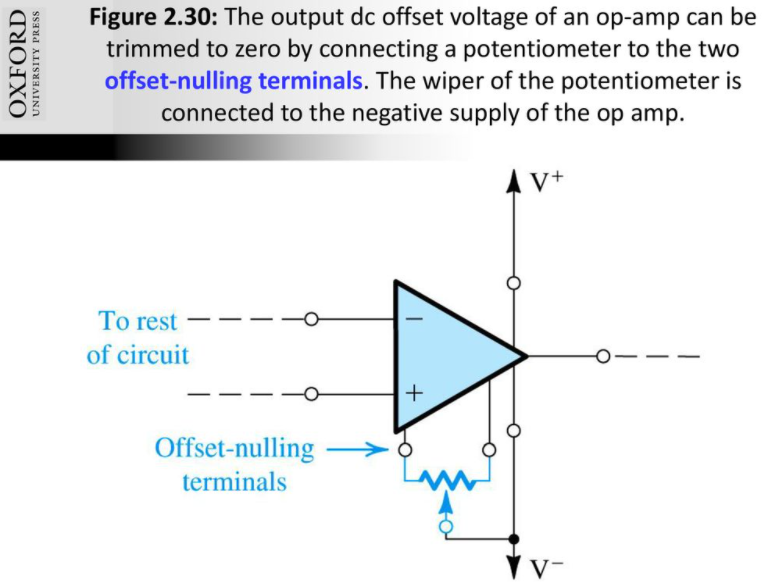 OXFORD
UNIVERSITY PRESS
Figure 2.30: The output dc offset voltage of an op-amp can be
trimmed to zero by connecting a potentiometer to the two
offset-nulling terminals. The wiper of the potentiometer is
connected to the negative supply of the op amp.
V+
To rest
of circuit
−
+
Offset-nulling
terminals
V−